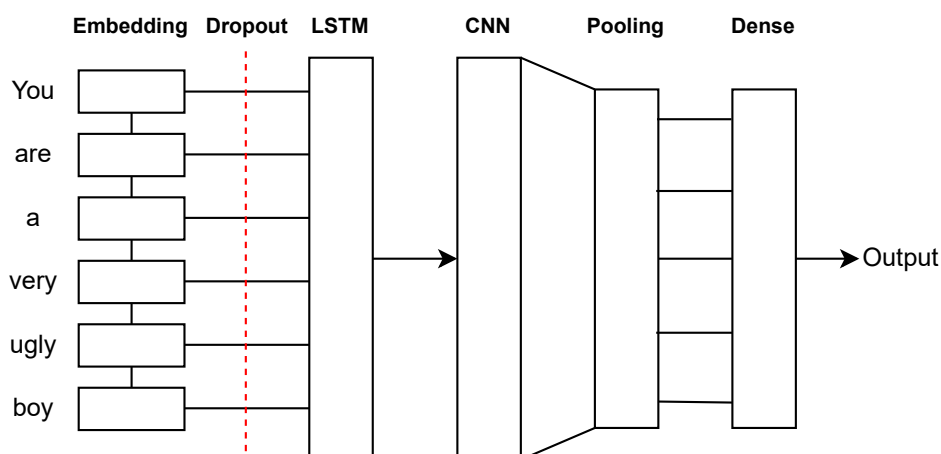 Embedding Dropout LSTM CNN Pooling Dense
You
are
a
very
ugly
boy
Output